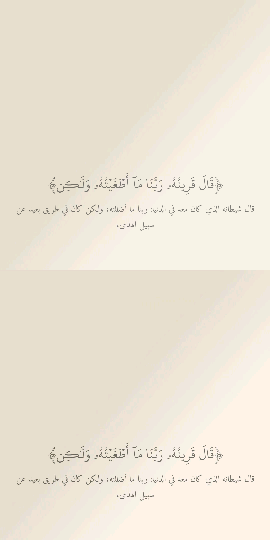 ﴿قَالَ قَرِينُهُۥ رَبَّنَا مَآ أَطْغَيْتُهُۥ وَلَٰكِن﴾
قال شيطانه الذي كان معه في الدنيا: ربنا ما أضللته، ولكن كان في طريق بعيد عن
سبيل الهدى.
﴿قَالَ قَرِينُهُۥ رَبَّنَا مَآ أَطْغَيْتُهُۥ وَلَٰكِن﴾
قال شيطانه الذي كان معه في الدنيا: ربنا ما أضللته، ولكن كان في طريق بعيد عن
سبيل الهدى.